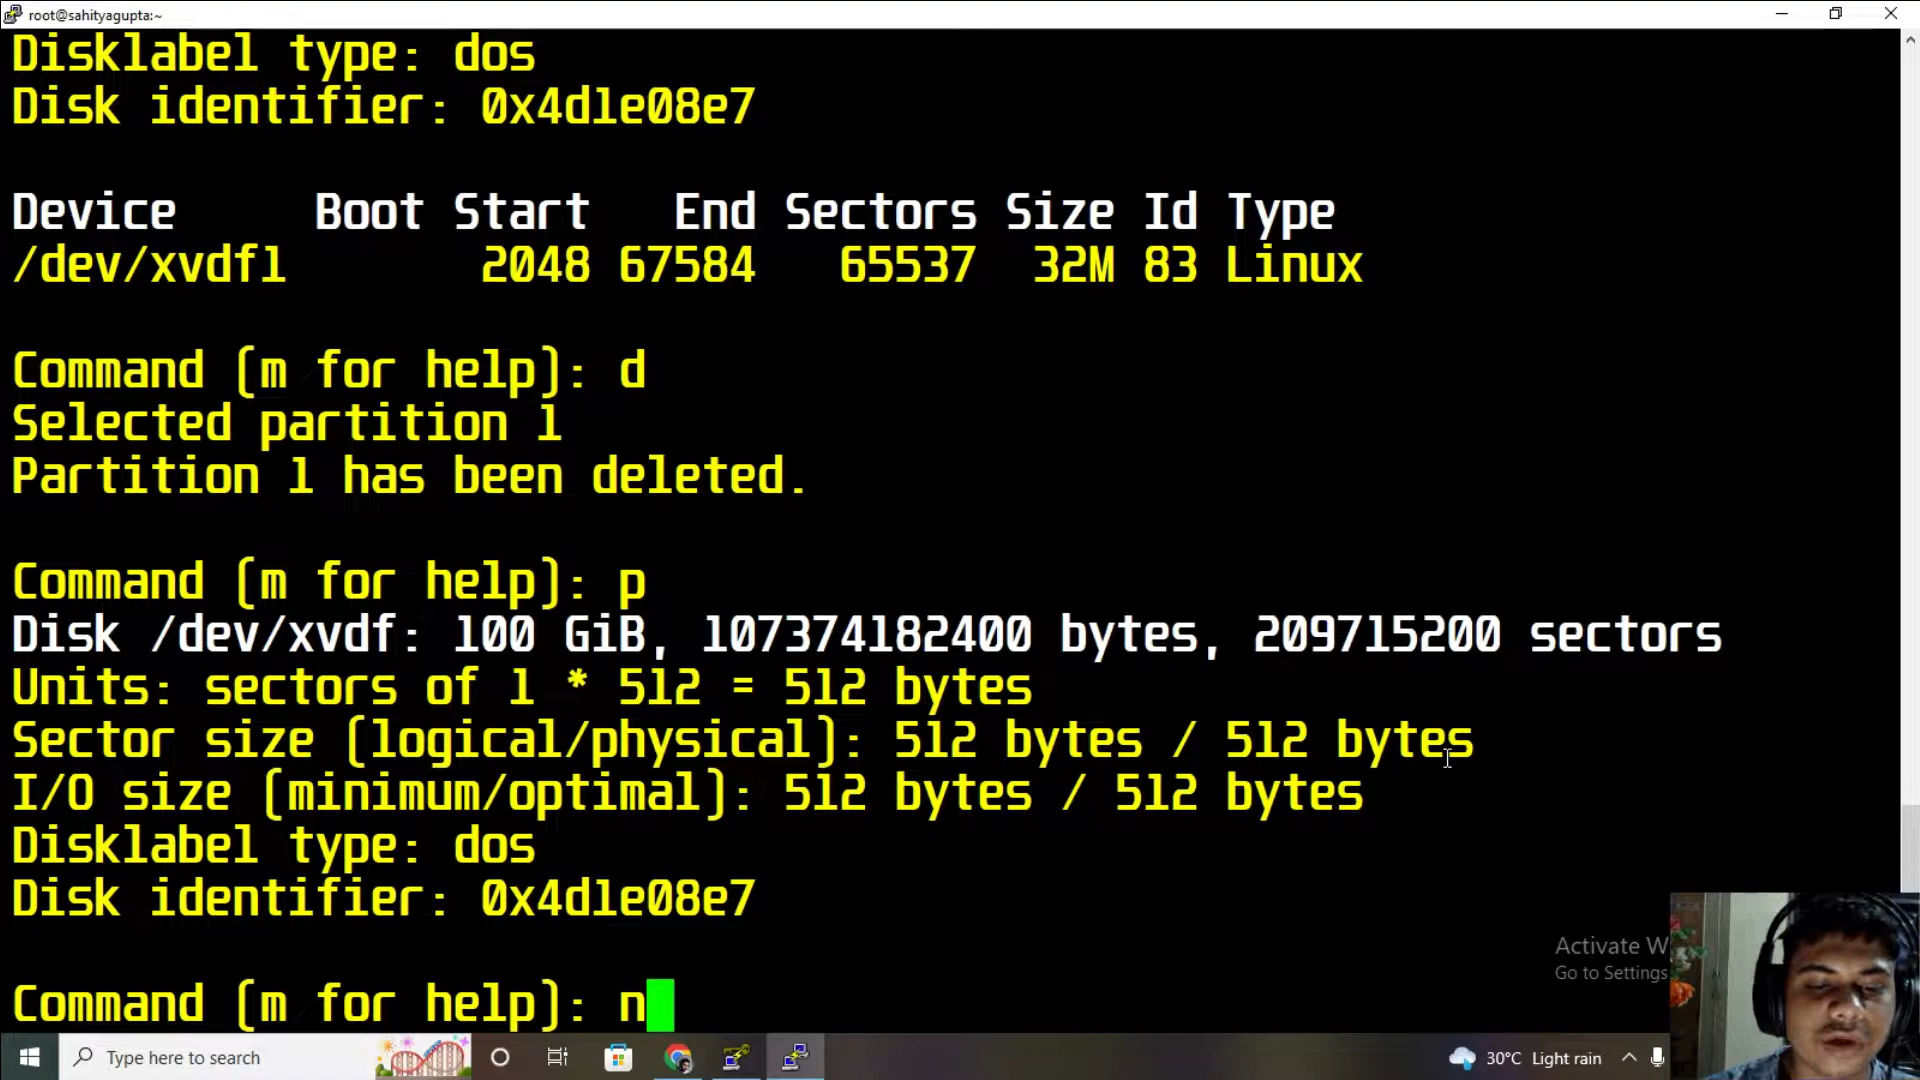 root@sahityagupta:~
Disklabel type: dos
Disk identifier: 0x4d1e08e7
Device Boot Start End Sectors Size Id Type
/dev/xvdf1 2048 67584 65537 32M 83 Linux
Command (m for help): d
Selected partition 1
Partition 1 has been deleted.
Command (m for help): p
Disk /dev/xvdf: 100 GiB, 107374182400 bytes, 209715200 sectors
Units: sectors of 1 * 512 = 512 bytes
Sector size (logical/physical): 512 bytes / 512 bytes
I/O size (minimum/optimal): 512 bytes / 512 bytes
Disklabel type: dos
Disk identifier: 0x4d1e08e7
Activate W
Go to Settings
Command (m for help): n
Type here to search
30°C Light rain